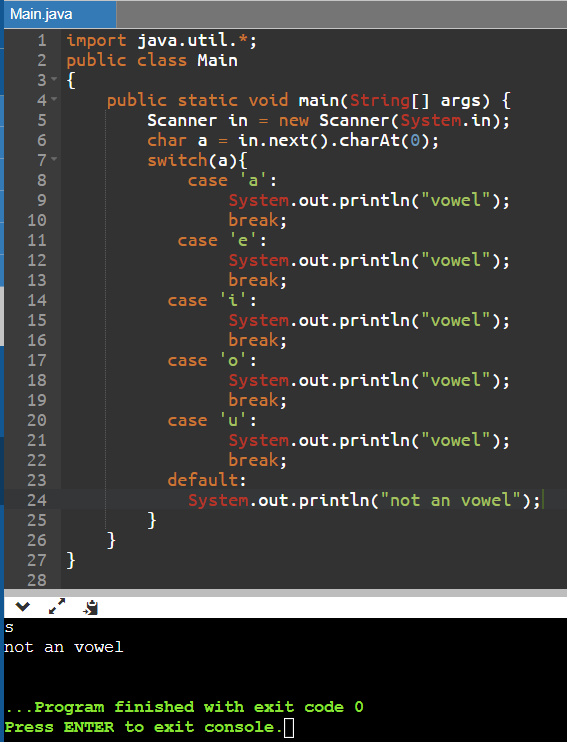 Main.java
1 import java.util.*;
2 public class Main
3 {
4     public static void main(String[] args) {
5         Scanner in = new Scanner(System.in);
6         char a = in.next().charAt(0);
7         switch(a){
8             case 'a':
9                 System.out.println("vowel");
10                 break;
11            case 'e':
12                 System.out.println("vowel");
13                 break;
14           case 'i':
15                 System.out.println("vowel");
16                 break;
17           case 'o':
18                 System.out.println("vowel");
19                 break;
20           case 'u':
21                 System.out.println("vowel");
22                 break;
23           default:
24             System.out.println("not an vowel");
25         }
26     }
27 }
28
s
not an vowel
...Program finished with exit code 0
Press ENTER to exit console.